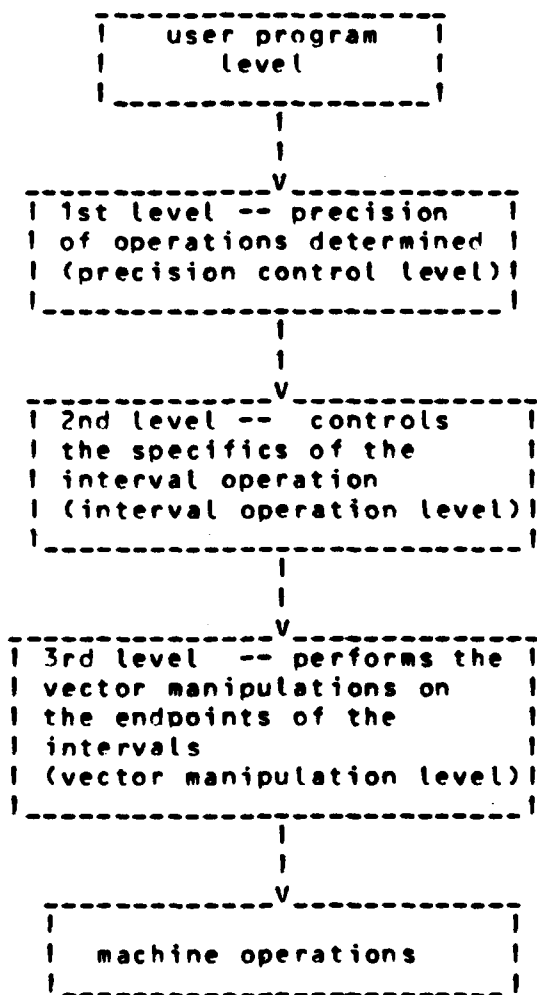 user program
level
1st level -- precision
of operations determined
(precision control level)
2nd level -- controls
the specifics of the
interval operation
(interval operation level)
3rd level -- performs the
vector manipulations on
the endpoints of the
intervals
(vector manipulation level)
machine operations